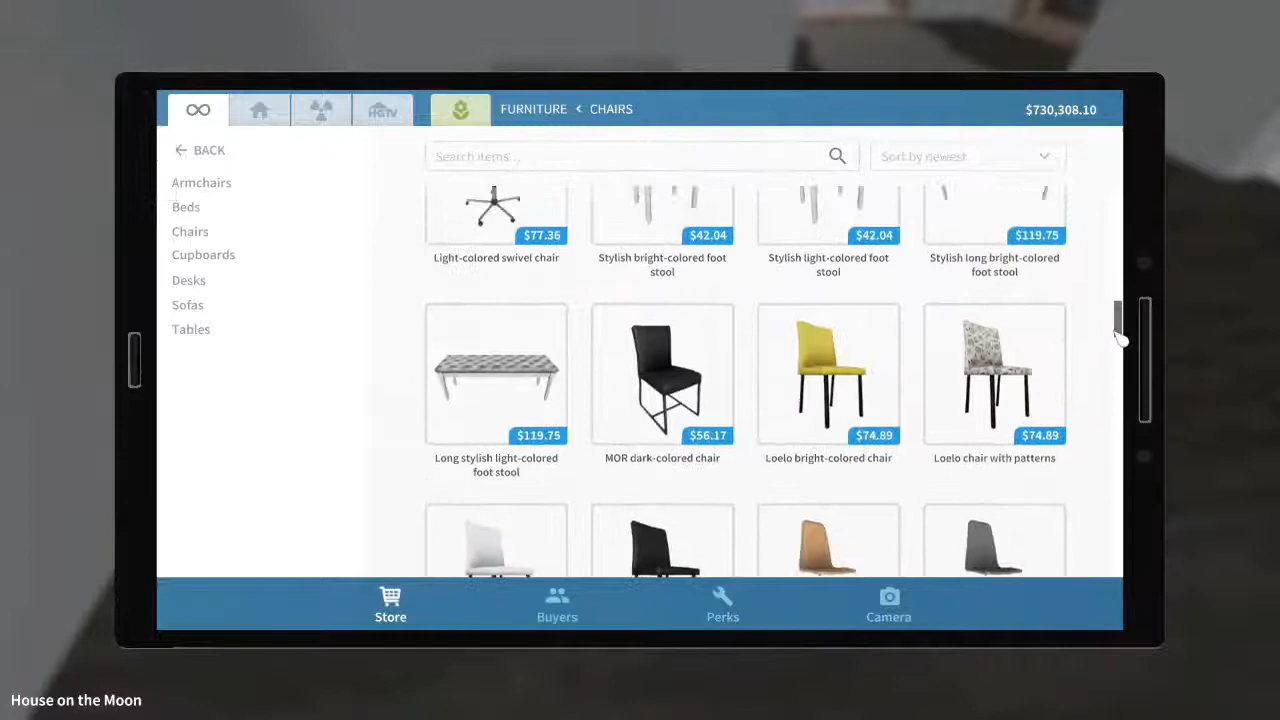 HGTV
FURNITURE < CHAIRS
$730,308.10
BACK
Search items...
Sort by newest
Armchairs
Beds
Chairs
Cupboards
Desks
Sofas
Tables
$77.36
$42.04
$42.04
$119.75
Light-colored swivel chair
Stylish bright-colored foot
stool
Stylish light-colored foot
stool
Stylish long bright-colored
foot stool
$119.75
$56.17
$74.89
$74.89
Long stylish light-colored
foot stool
MOR dark-colored chair
Loelo bright-colored chair
Loelo chair with patterns
Store
Buyers
Perks
Camera
House on the Moon